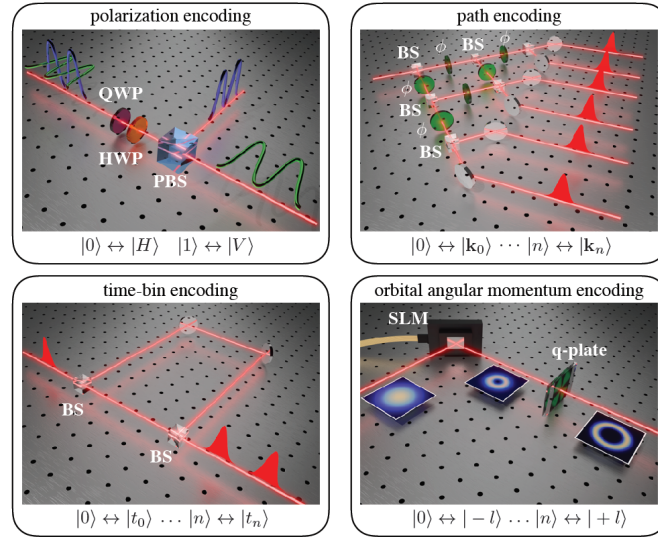 polarization encoding
QWP
HWP
PBS
|0⟩ ↔ |H⟩ |1⟩ ↔ |V⟩
path encoding
BS
ϕ
BS
ϕ
ϕ
BS
ϕ
BS
|0⟩ ↔ |𝐤₀⟩ ⋯ |n⟩ ↔ |𝐤ₙ⟩
time-bin encoding
BS
BS
|0⟩ ↔ |t₀⟩ … |n⟩ ↔ |tₙ⟩
orbital angular momentum encoding
SLM
q-plate
|0⟩ ↔ | − l⟩ … |n⟩ ↔ | + l⟩